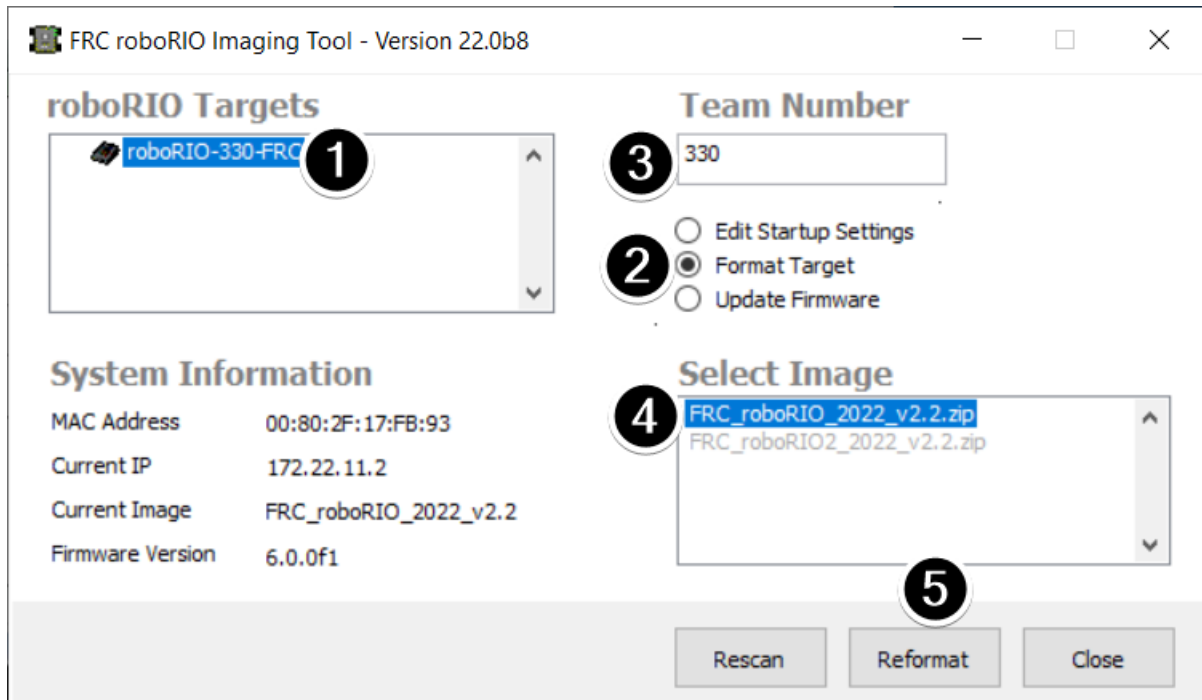 FRC roboRIO Imaging Tool - Version 22.0b8
roboRIO Targets
roboRIO-330-FRC
1
Team Number
3
330
Edit Startup Settings
2
Format Target
Update Firmware
System Information
MAC Address 00:80:2F:17:FB:93
Current IP 172.22.11.2
Current Image FRC_roboRIO_2022_v2.2
Firmware Version 6.0.0f1
Select Image
4
FRC_roboRIO_2022_v2.2.zip
FRC_roboRIO2_2022_v2.2.zip
5
Rescan
Reformat
Close